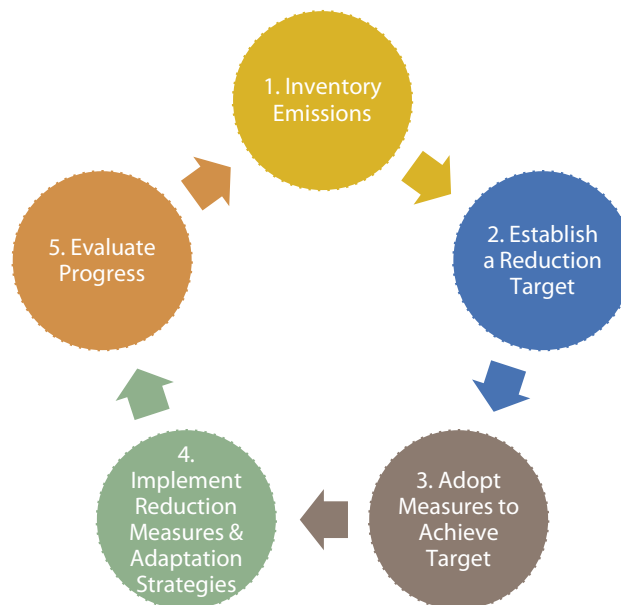 1. Inventory
Emissions
2. Establish
a Reduction
Target
3. Adopt
Measures to
Achieve
Target
4.
Implement
Reduction
Measures &
Adaptation
Strategies
5. Evaluate
Progress